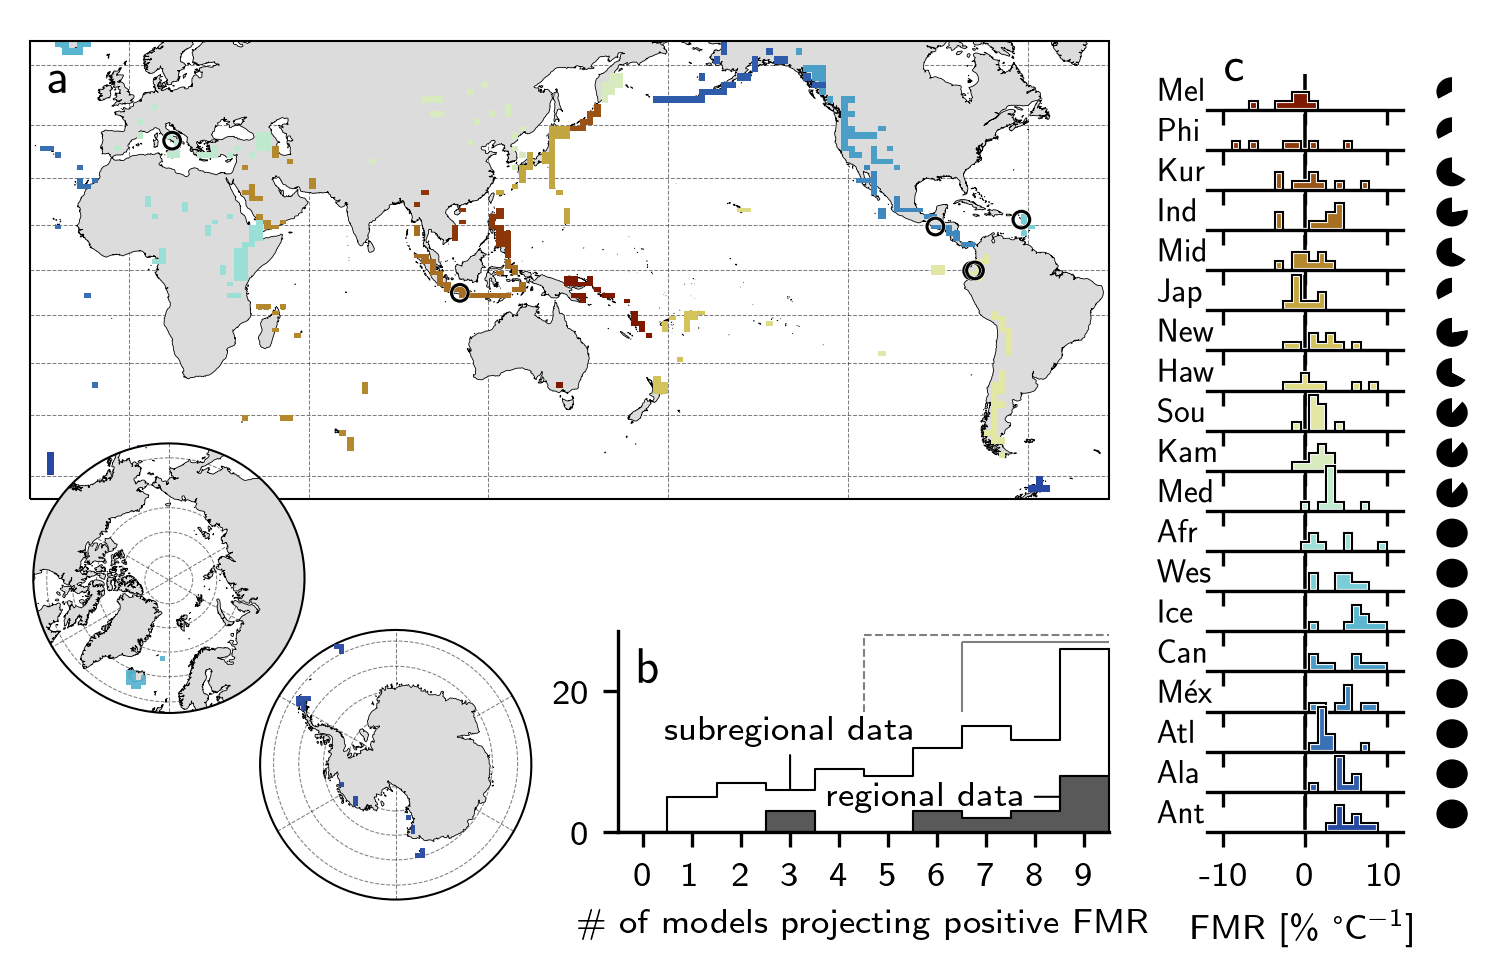 a
b
20
0
subregional data
regional data
0 1 2 3 4 5 6 7 8 9
# of models projecting positive FMR
c
Mel
Phi
Kur
Ind
Mid
Jap
New
Haw
Sou
Kam
Med
Afr
Wes
Ice
Can
Méx
Atl
Ala
Ant
-10 0 10
FMR [% °C⁻¹]